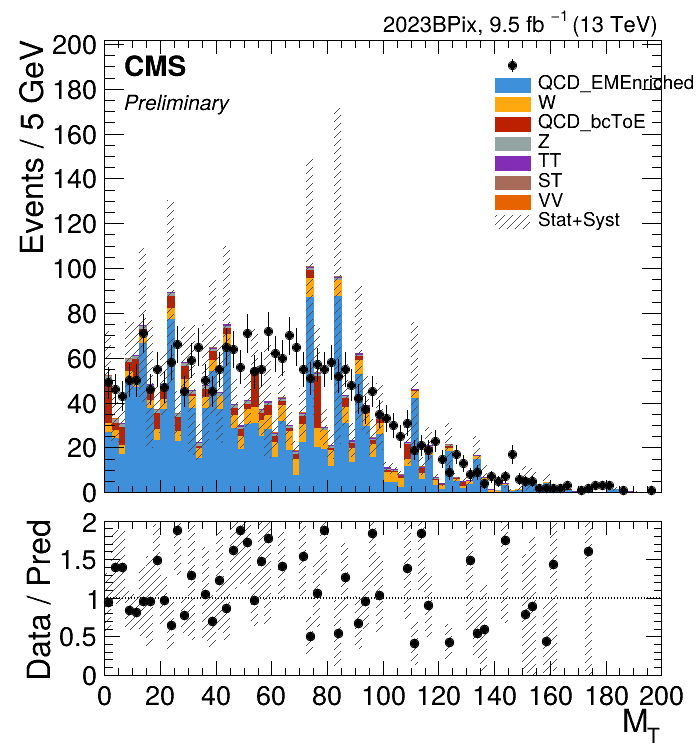 2023BPix, 9.5 fb⁻¹ (13 TeV)
CMS
Preliminary
QCD_EMEnriched
W
QCD_bcToE
Z
TT
ST
VV
Stat+Syst
Events / 5 GeV
200
180
160
140
120
100
80
60
40
20
0
Data / Pred
2
1.5
1
0.5
0
0 20 40 60 80 100 120 140 160 180 200
M_T